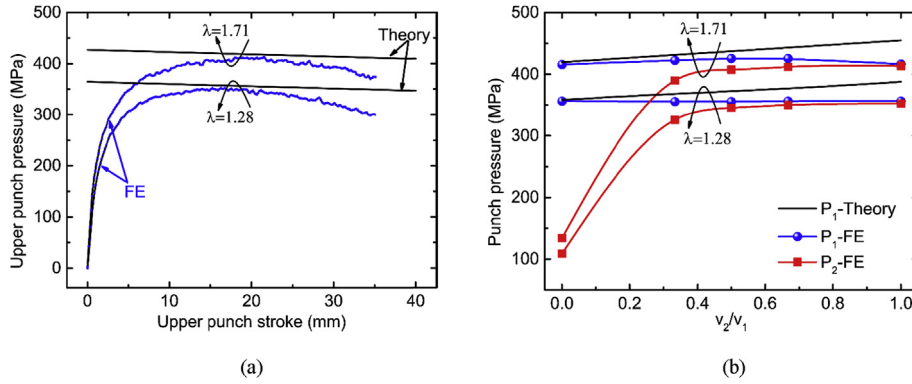 500
400
300
200
100
0
Upper punch pressure (MPa)
λ=1.71
Theory
λ=1.28
FE
0 10 20 30 40
Upper punch stroke (mm)
(a)
500
400
300
200
100
Punch pressure (MPa)
λ=1.71
λ=1.28
P₁-Theory
P₁-FE
P₂-FE
0.0 0.2 0.4 0.6 0.8 1.0
v₂/v₁
(b)